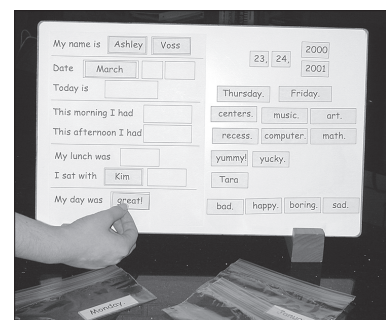 My name is Ashley Voss
Date March
Today is
This morning I had
This afternoon I had
My lunch was
I sat with Kim
My day was great!
23, 24, 2000
2001
Thursday. Friday.
centers. music. art.
recess. computer. math.
yummy! yucky.
Tara
bad. happy. boring. sad.
Monday.